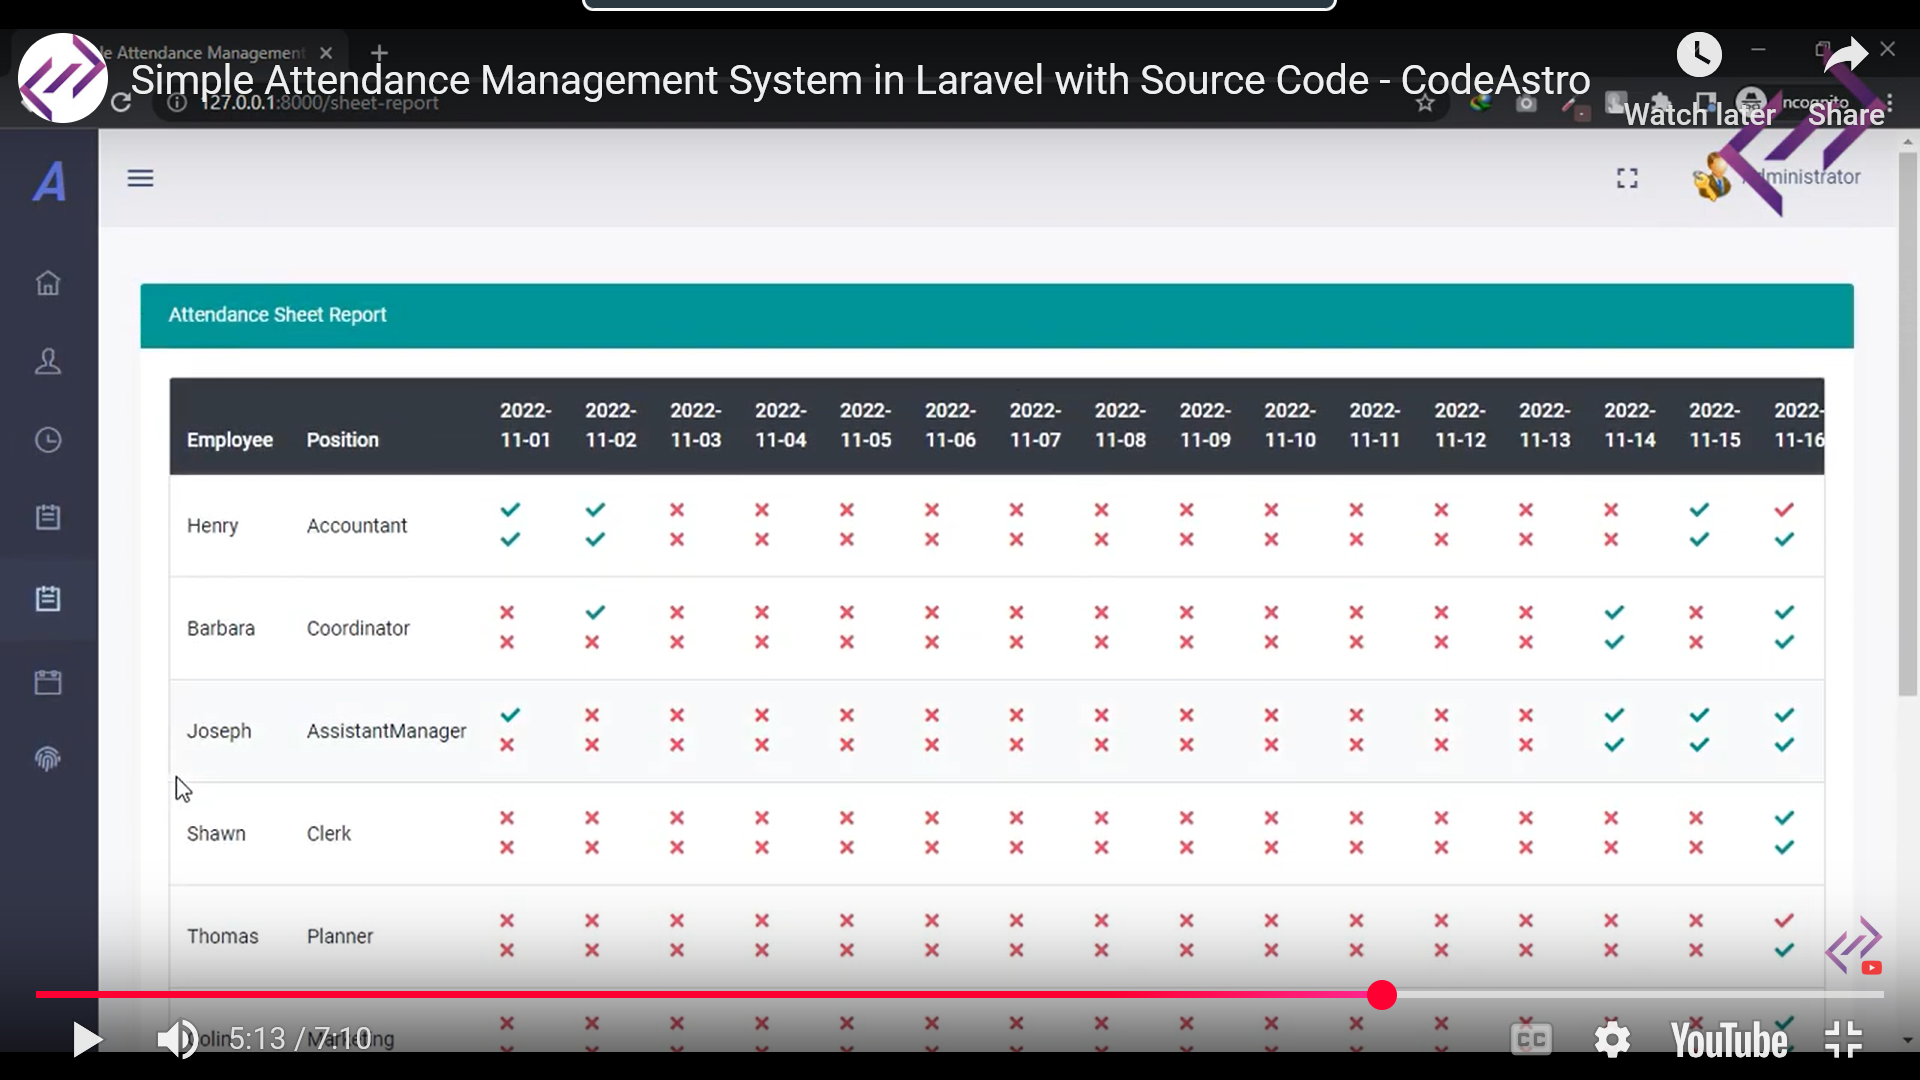 Attendance Management
Simple Attendance Management System in Laravel with Source Code - CodeAstro
127.0.0.1:8000/sheet-report
Watch later
Share
Administrator
Attendance Sheet Report
Employee Position 2022-11-01 2022-11-02 2022-11-03 2022-11-04 2022-11-05 2022-11-06 2022-11-07 2022-11-08 2022-11-09 2022-11-10 2022-11-11 2022-11-12 2022-11-13 2022-11-14 2022-11-15 2022-11-16
Henry Accountant
Barbara Coordinator
Joseph AssistantManager
Shawn Clerk
Thomas Planner
Colin Marketing
5:13 / 7:10
CC
YouTube